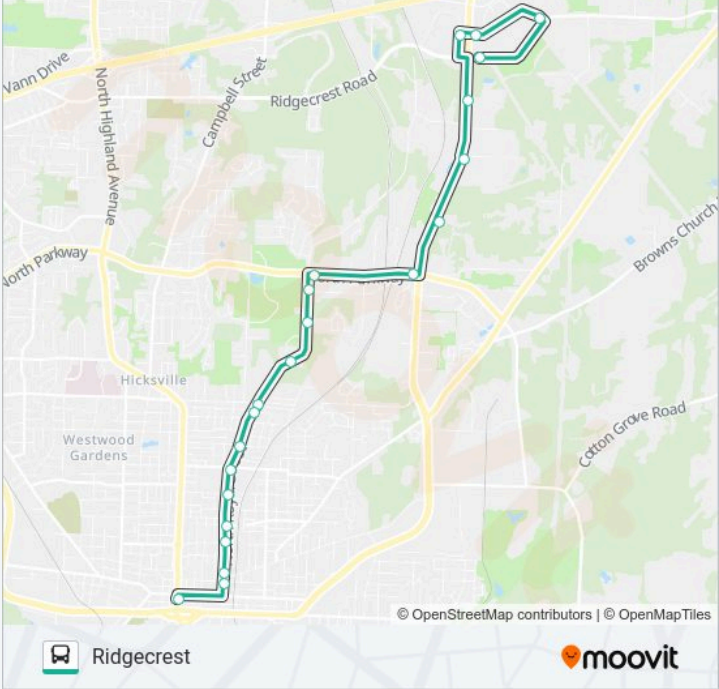 Vann Drive
North Highland Avenue
Campbell Street
Ridgecrest Road
North Parkway
Browns Church
Hicksville
Westwood
Gardens
Cotton Grove Road
© OpenStreetMap contributors | © OpenMapTiles
Ridgecrest
moovit